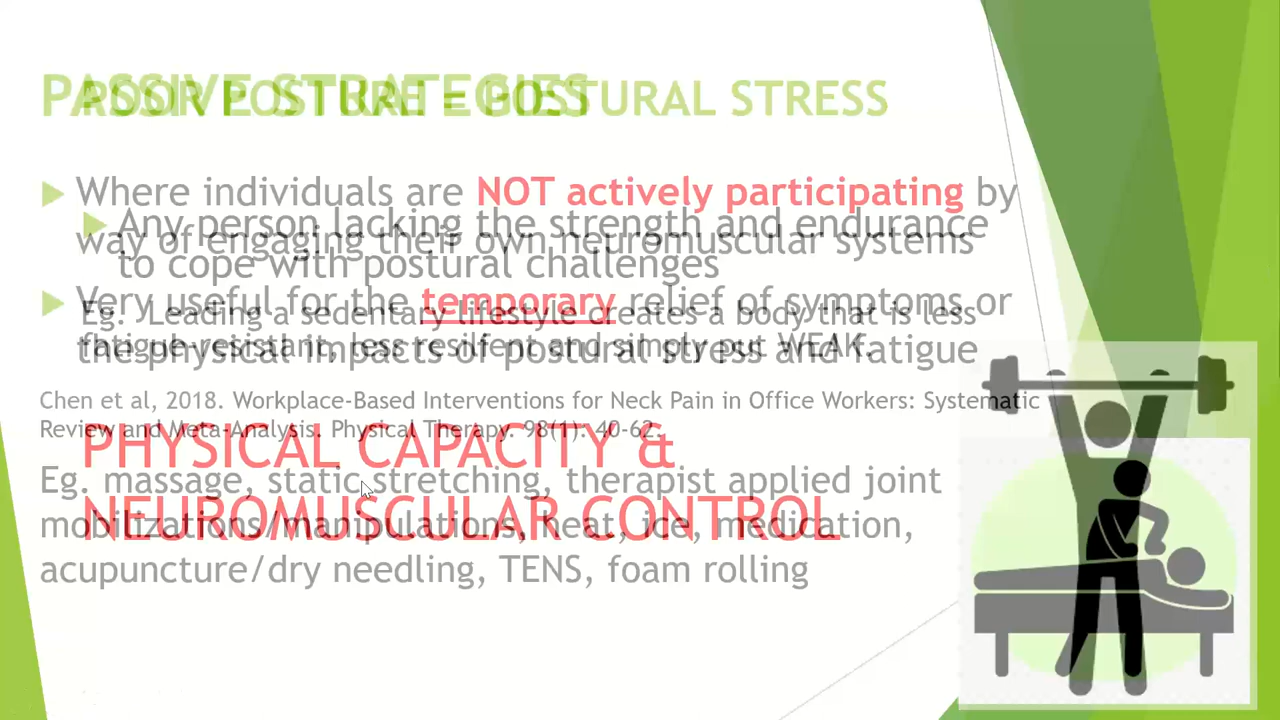 PASSIVE STRATEGIES
Where individuals are NOT actively participating by
way of engaging their own neuromuscular systems
Very useful for the temporary relief of symptoms or
the physical impacts of postural stress and fatigue
Eg. massage, static stretching, therapist applied joint
mobilizations/manipulations, heat, ice, medication,
acupuncture/dry needling, TENS, foam rolling
POOR POSTURE = POSTURAL STRESS
Any person lacking the strength and endurance
to cope with postural challenges
Eg. Leading a sedentary lifestyle creates a body that is less
fatigue-resistant, less resilient and simply put WEAK.
Chen et al, 2018. Workplace-Based Interventions for Neck Pain in Office Workers: Systematic
Review and Meta-Analysis. Physical Therapy. 98(1): 40-62.
PHYSICAL CAPACITY &
NEUROMUSCULAR CONTROL